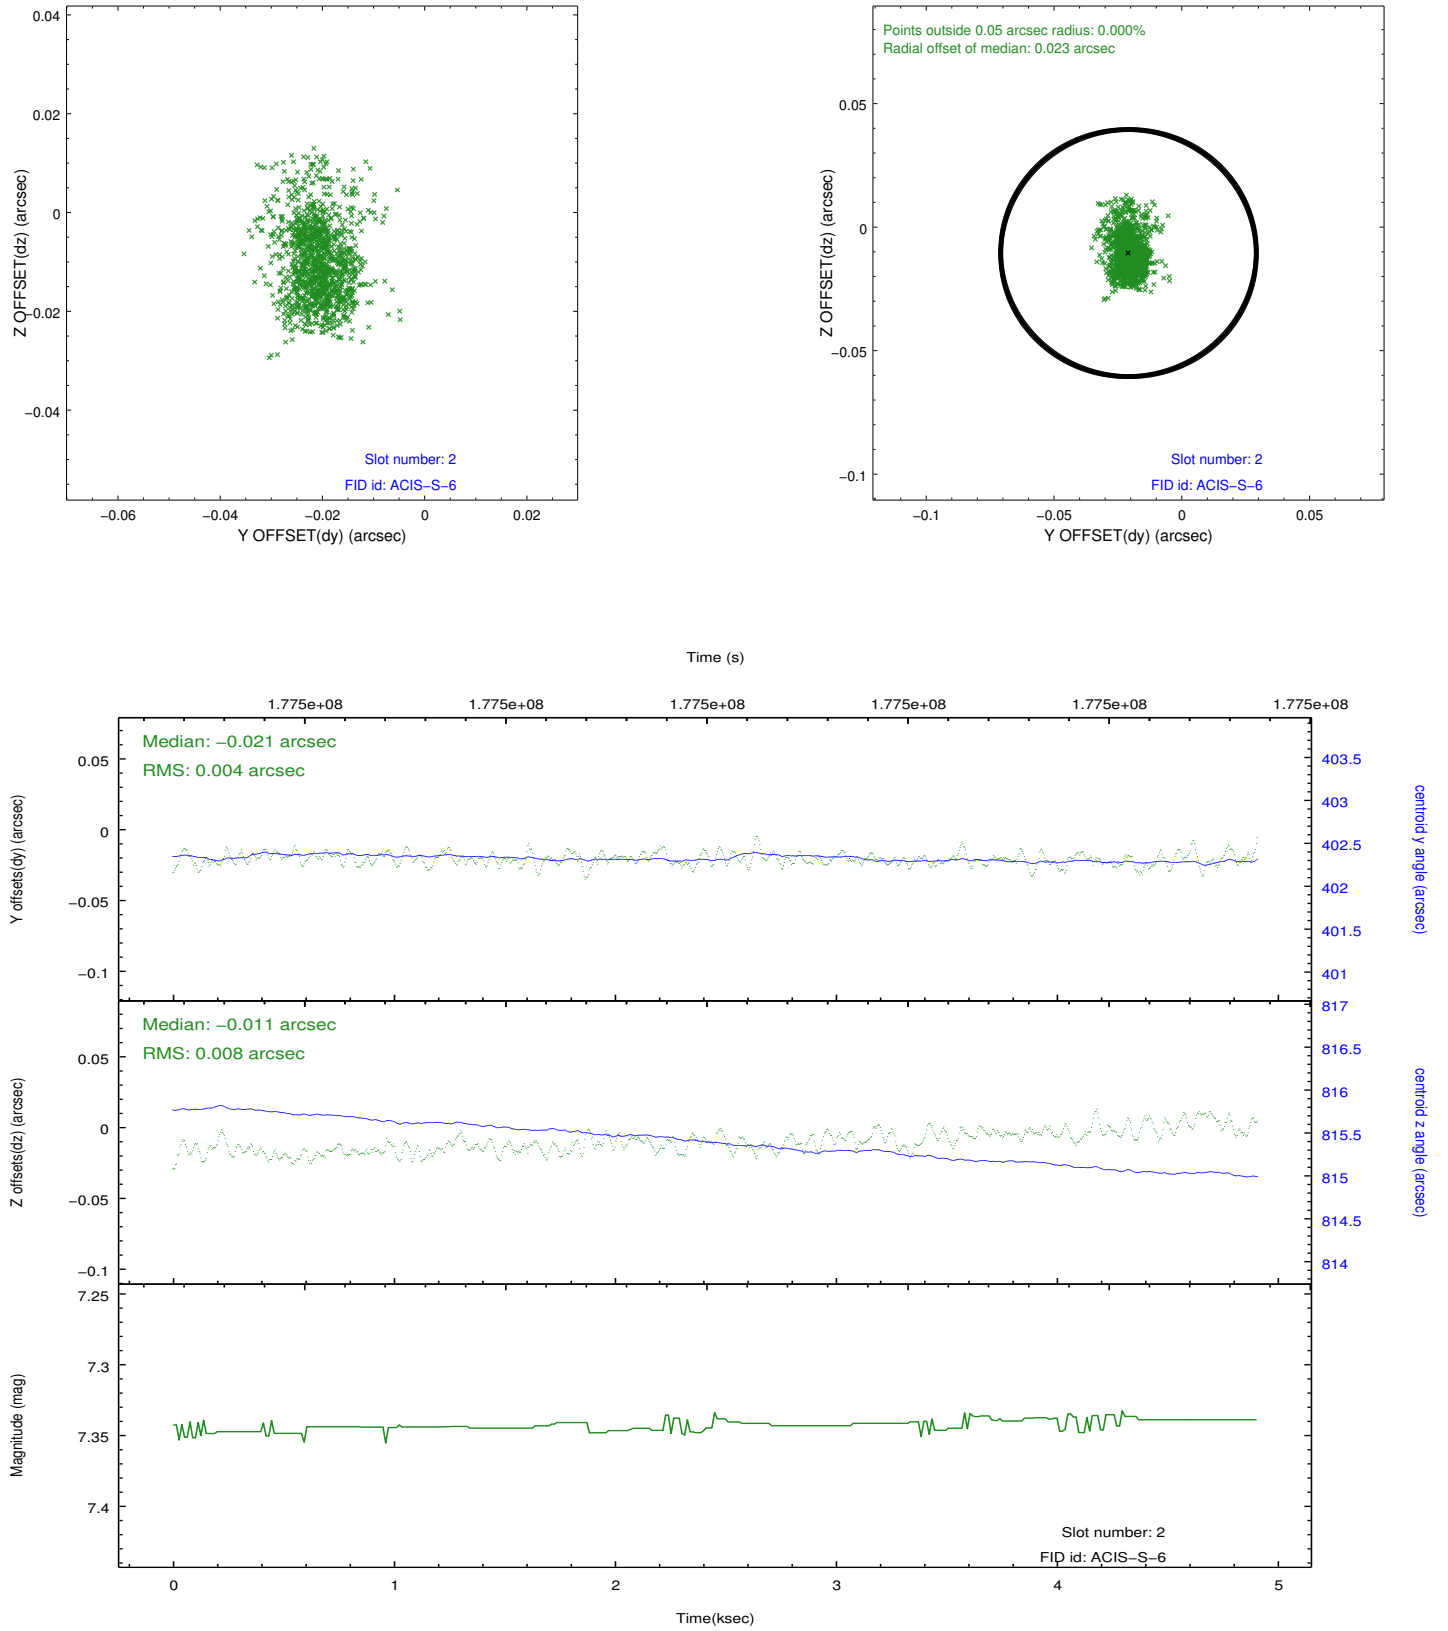 0.04
0.02
0
−0.02
−0.04
Z OFFSET(dz) (arcsec)
Slot number: 2
FID id: ACIS−S−6
−0.06
−0.04
−0.02
0
0.02
Y OFFSET(dy) (arcsec)
Points outside 0.05 arcsec radius: 0.000%
Radial offset of median: 0.023 arcsec
0.05
0
−0.05
−0.1
Z OFFSET(dz) (arcsec)
Slot number: 2
FID id: ACIS−S−6
−0.1
−0.05
0
0.05
Y OFFSET(dy) (arcsec)
Time (s)
1.775e+08
1.775e+08
1.775e+08
1.775e+08
1.775e+08
1.775e+08
Median: −0.021 arcsec
RMS: 0.004 arcsec
0.05
0
−0.05
−0.1
Y offsets(dy) (arcsec)
403.5
403
402.5
402
401.5
401
centroid y angle (arcsec)
Median: −0.011 arcsec
RMS: 0.008 arcsec
0.05
0
−0.05
−0.1
Z offsets(dz) (arcsec)
817
816.5
816
815.5
815
814.5
814
centroid z angle (arcsec)
7.25
7.3
7.35
7.4
Magnitude (mag)
Slot number: 2
FID id: ACIS−S−6
0
1
2
3
4
5
Time(ksec)